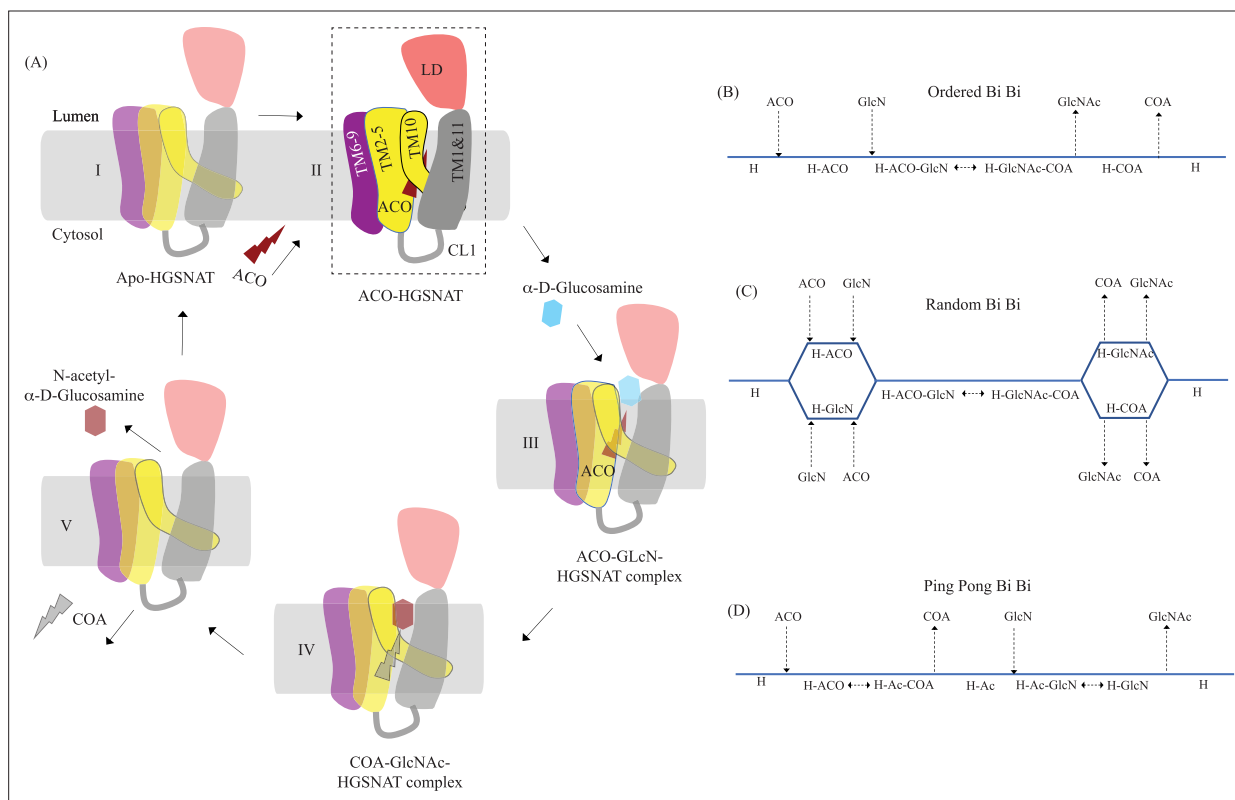 (A)
Lumen
Cytosol
I
Apo-HGSNAT
ACO
II
LD
TM6-9
TM2-5
TM10
TM1&11
ACO
CL1
ACO-HGSNAT
α-D-Glucosamine
III
ACO
ACO-GLcN-
HGSNAT complex
IV
COA-GlcNAc-
HGSNAT complex
V
COA
N-acetyl-
α-D-Glucosamine
(B)
Ordered Bi Bi
ACO GlcN GlcNAc COA
H H-ACO H-ACO-GlcN H-GlcNAc-COA H-COA H
(C)
Random Bi Bi
ACO GlcN COA GlcNAc
H-ACO H-GlcNAc
H H-ACO-GlcN H-GlcNAc-COA H
H-GlcN H-COA
GlcN ACO GlcNAc COA
Ping Pong Bi Bi
(D)
ACO COA GlcN GlcNAc
H H-ACO H-Ac-COA H-Ac H-Ac-GlcN H-GlcN H